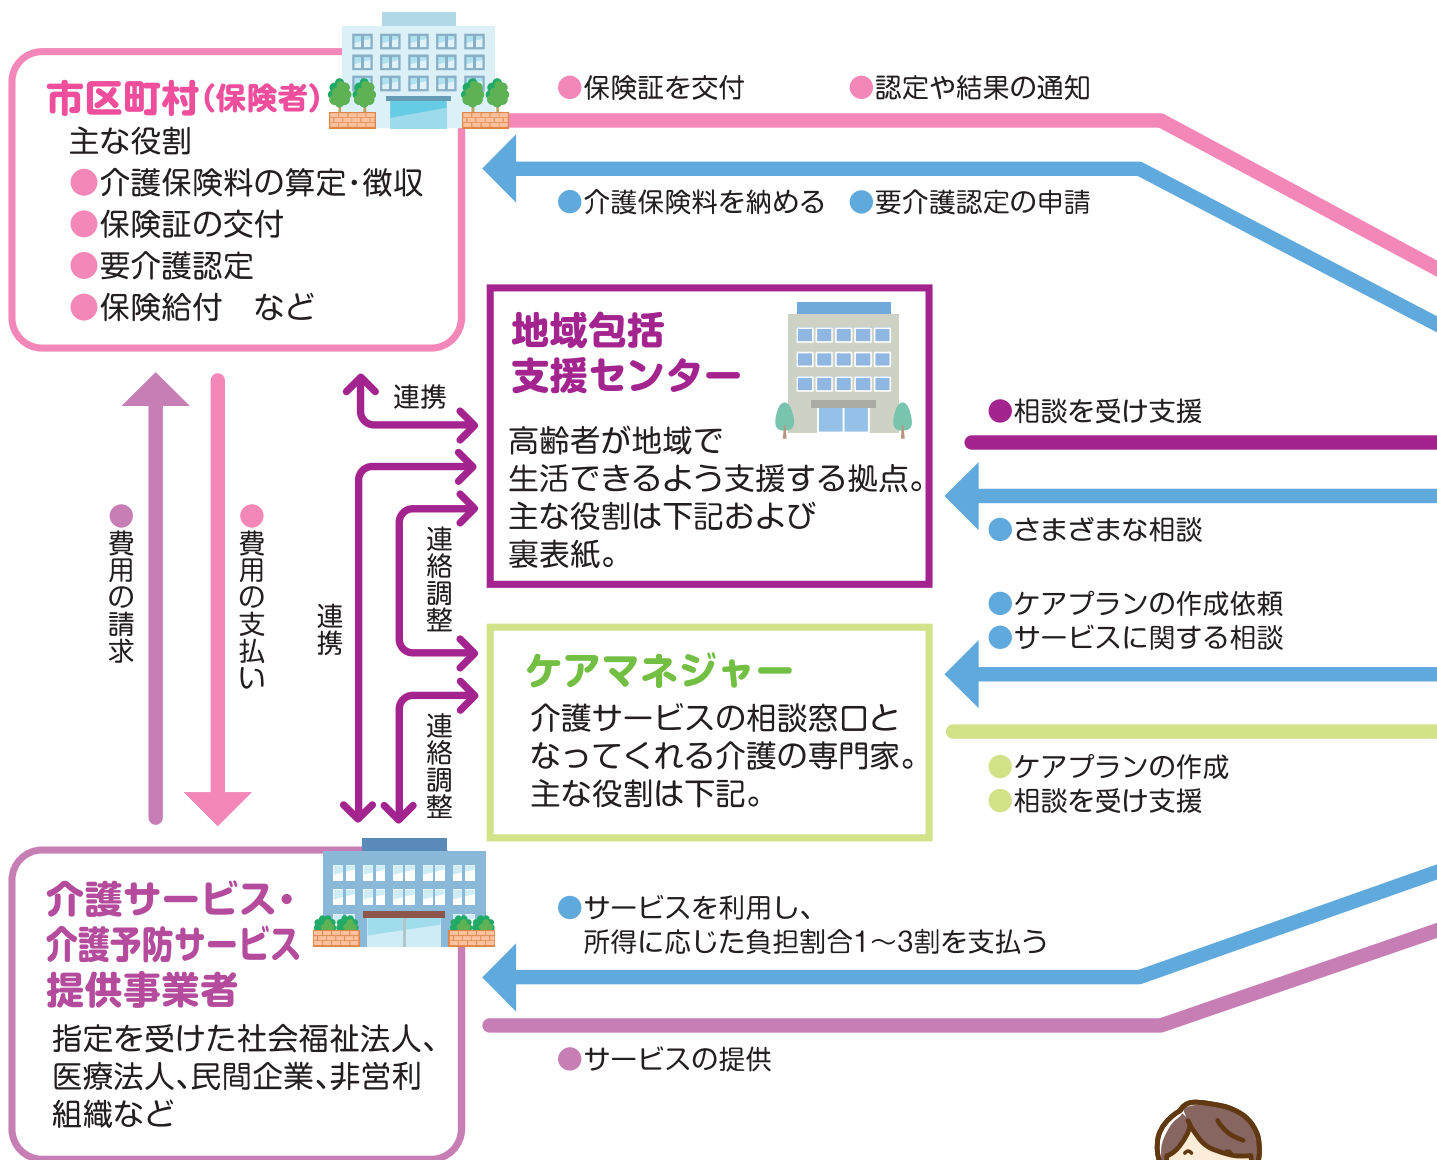 市区町村（保険者）
主な役割
●介護保険料の算定・徴収
●保険証の交付
●要介護認定
●保険給付　など
●保険証を交付
●認定や結果の通知
●介護保険料を納める
●要介護認定の申請
地域包括
支援センター
高齢者が地域で
生活できるよう支援する拠点。
主な役割は下記および
裏表紙。
●相談を受け支援
●さまざまな相談
連携
連携
連絡調整
連絡調整
●費用の請求
●費用の支払い
ケアマネジャー
介護サービスの相談窓口と
なってくれる介護の専門家。
主な役割は下記。
●ケアプランの作成依頼
●サービスに関する相談
●ケアプランの作成
●相談を受け支援
介護サービス・
介護予防サービス
提供事業者
指定を受けた社会福祉法人、
医療法人、民間企業、非営利
組織など
●サービスを利用し、
所得に応じた負担割合1～3割を支払う
●サービスの提供